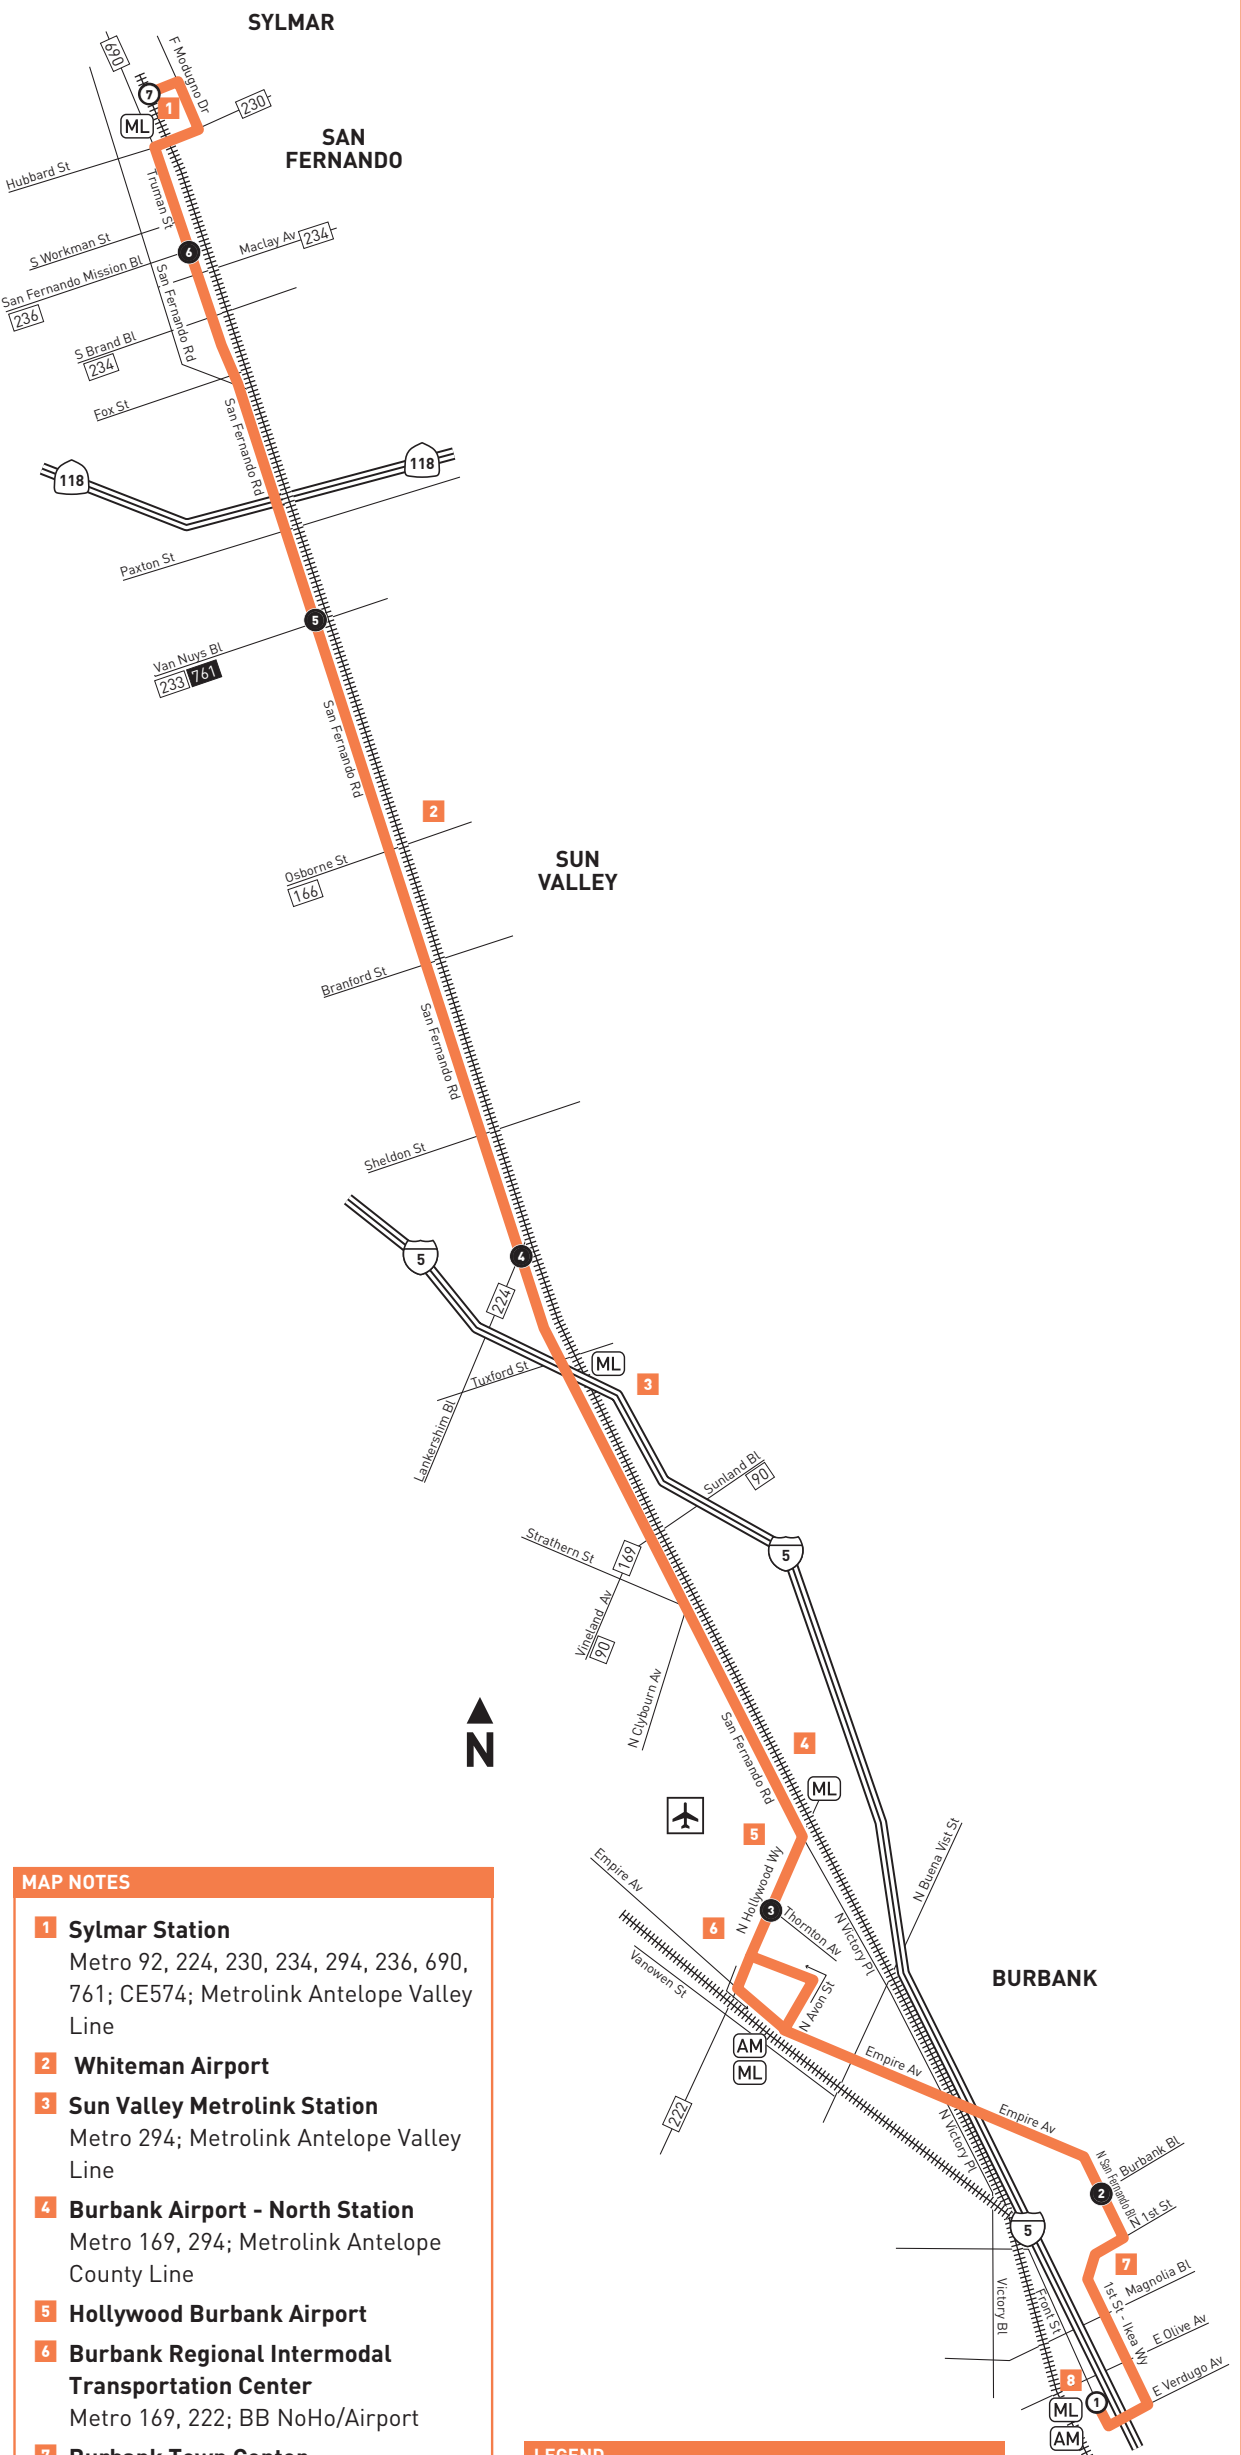 SYLMAR
690
F Modugno Dr
7
1
230
ML
SAN
FERNANDO
Hubbard St
Truman St
S Workman St
6
Maclay Av
234
San Fernando Mission Bl
236
San Fernando Rd
S Brand Bl
234
Fox St
San Fernando Rd
118
118
Paxton St
5
Van Nuys Bl
233
761
San Fernando Rd
2
Osborne St
166
SUN
VALLEY
Branford St
San Fernando Rd
Sheldon St
5
4
224
ML
3
Tuxford St
Lankershim Bl
Sunland Bl
90
Strathern St
169
5
Vineland Av
90
N Clybourn Av
N
San Fernando Rd
4
ML
5
N Buena Vist St
Empire Av
N Hollywood Wy
3
6
Thornton Av
N Victory Pl
Vanowen St
N Avon St
BURBANK
AM
ML
Empire Av
222
Empire Av
N Victory Pl
N San Fernando Bl
Burbank Bl
2
N 1st St
5
7
Magnolia Bl
Victory Bl
Front St
1st St - Ikea Wy
E Olive Av
E Verdugo Av
8
1
ML
AM
MAP NOTES
1 Sylmar Station
Metro 92, 224, 230, 234, 294, 236, 690,
761; CE574; Metrolink Antelope Valley
Line
2 Whiteman Airport
3 Sun Valley Metrolink Station
Metro 294; Metrolink Antelope Valley
Line
4 Burbank Airport - North Station
Metro 169, 294; Metrolink Antelope
County Line
5 Hollywood Burbank Airport
6 Burbank Regional Intermodal
Transportation Center
Metro 169, 222; BB NoHo/Airport
7 Burbank Town Center
LEGEND